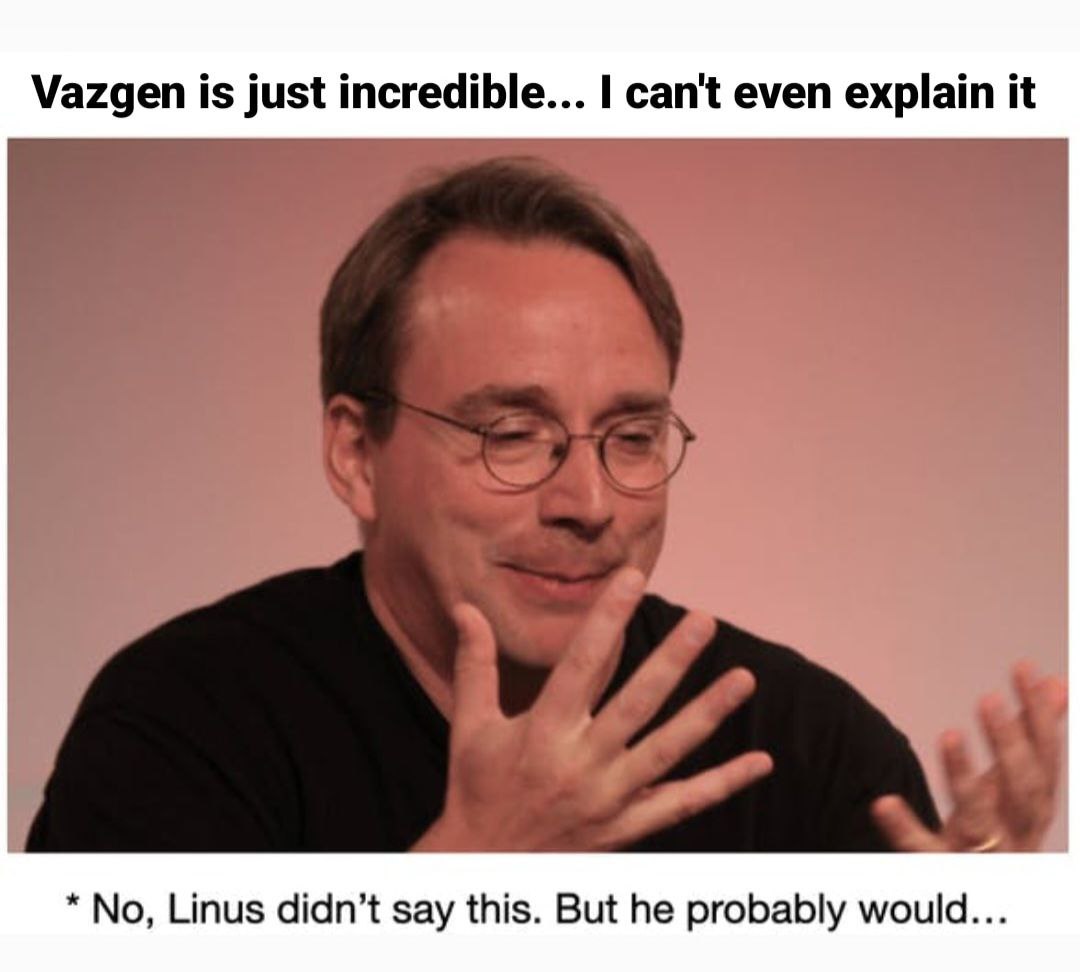 Vazgen is just incredible... I can't even explain it
* No, Linus didn’t say this. But he probably would...